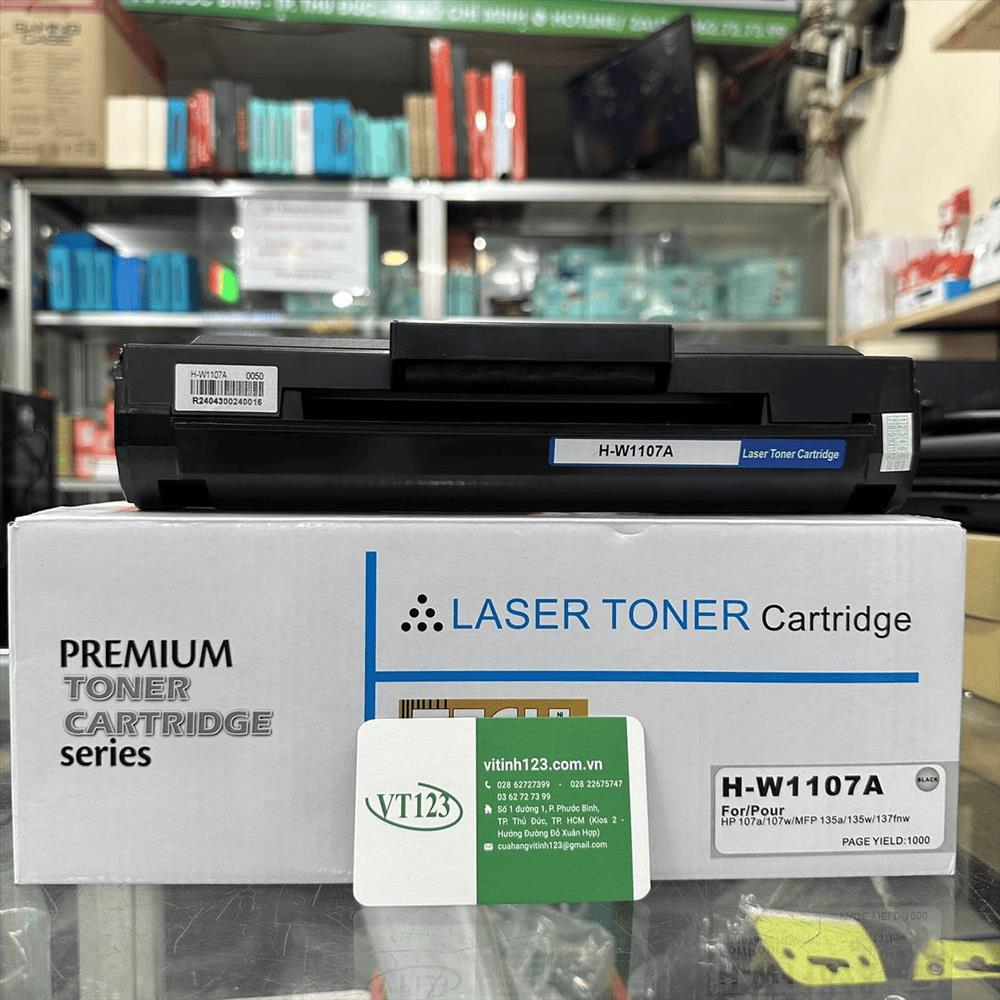 GAMING
H-W1107A 0050
R2404300240015
H-W1107A Laser Toner Cartridge
LASER TONER Cartridge
PREMIUM
TONER
CARTRIDGE
series
VT123
vitinh123.com.vn
028 62727399 - 028 22675747
03 62 72 73 99
Số 1 đường 1, P. Phước Bình,
TP. Thủ Đức, TP. HCM (Kios 2 -
Hướng Đường Đỗ Xuân Hợp)
cuahangvitinh123@gmail.com
H-W1107A
BLACK
For/Pour
HP 107a/107w/MFP 135a/135w/137fnw
PAGE YIELD:1000